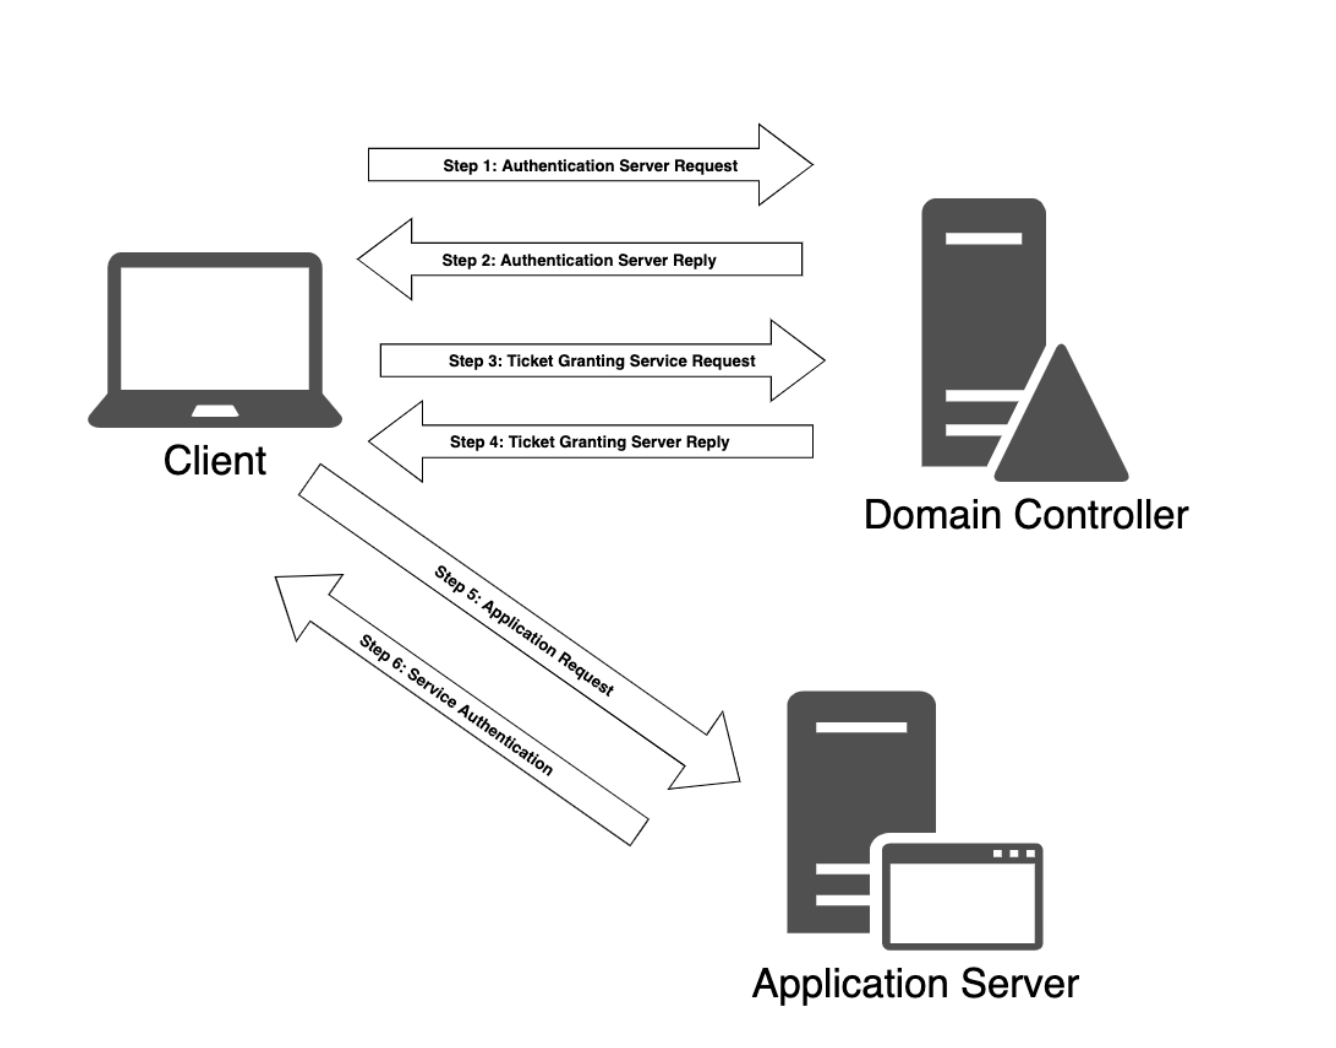 Step 1: Authentication Server Request
Step 2: Authentication Server Reply
Step 3: Ticket Granting Service Request
Step 4: Ticket Granting Server Reply
Client
Domain Controller
Step 5: Application Request
Step 6: Service Authentication
Application Server